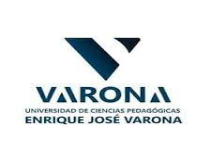 VARONA
UNIVERSIDAD DE CIENCIAS PEDAGÓGICAS
ENRIQUE JOSÉ VARONA